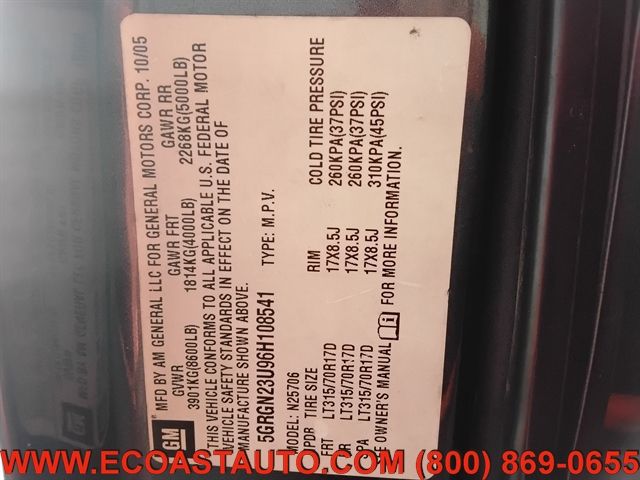 GM
MFD BY AM GENERAL LLC FOR GENERAL MOTORS CORP. 10/05
GVWR GAWR FRT GAWR RR
3901KG(8600LB) 1814KG(4000LB) 2268KG(5000LB)
THIS VEHICLE CONFORMS TO ALL APPLICABLE U.S. FEDERAL MOTOR
VEHICLE SAFETY STANDARDS IN EFFECT ON THE DATE OF
MANUFACTURE SHOWN ABOVE.
5GRGN23U96H108541 TYPE: M.P.V.
MODEL: N25706
PPDR TIRE SIZE RIM COLD TIRE PRESSURE
FRT LT315/70R17D 17X8.5J 260KPA(37PSI)
RR LT315/70R17D 17X8.5J 260KPA(37PSI)
SPA LT315/70R17D 17X8.5J 310KPA(45PSI)
SEE OWNER'S MANUAL FOR MORE INFORMATION.
WWW.ECOASTAUTO.COM (800) 869-0655